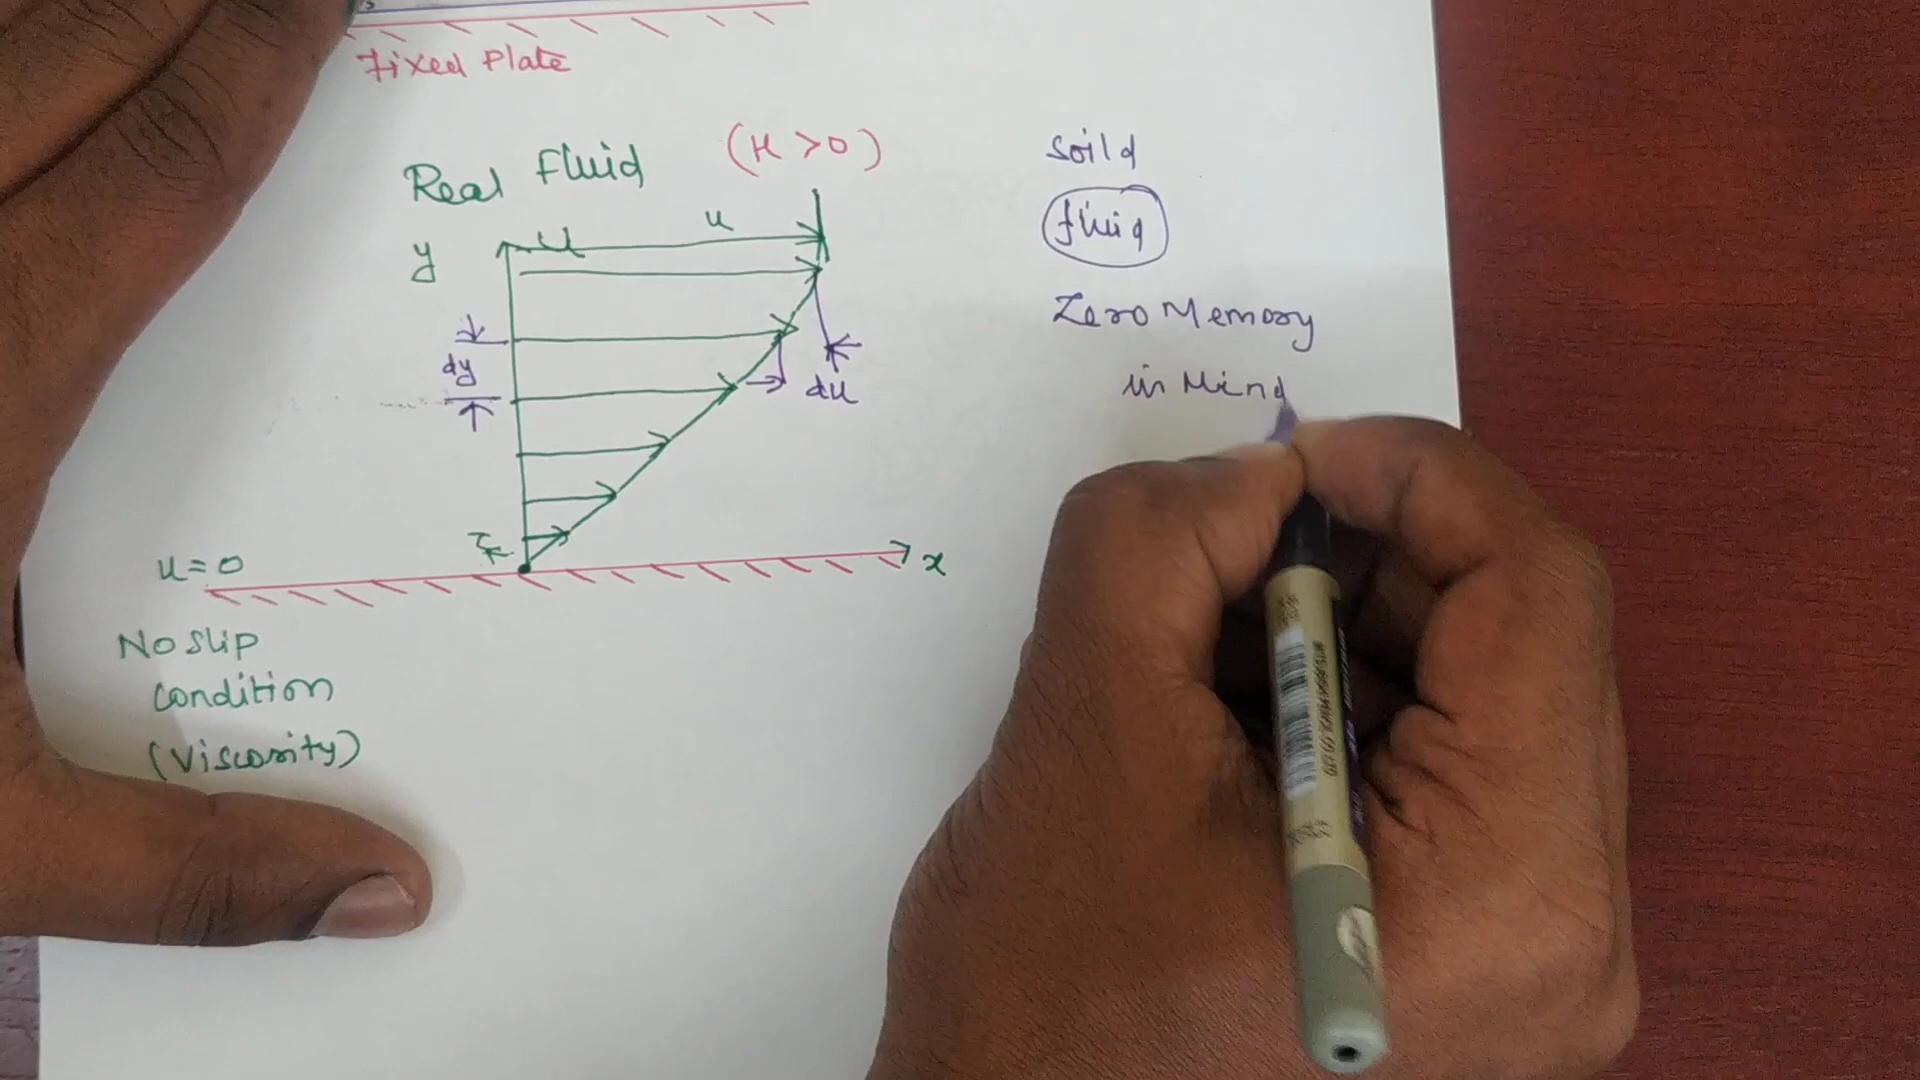 Fixed Plate
Real Fluid (μ >0)
y
U
u
dy
du
τ
u=0
x
No Slip
Condition
(Viscosity)
Soild
fluid
Zero Memory
in Mind